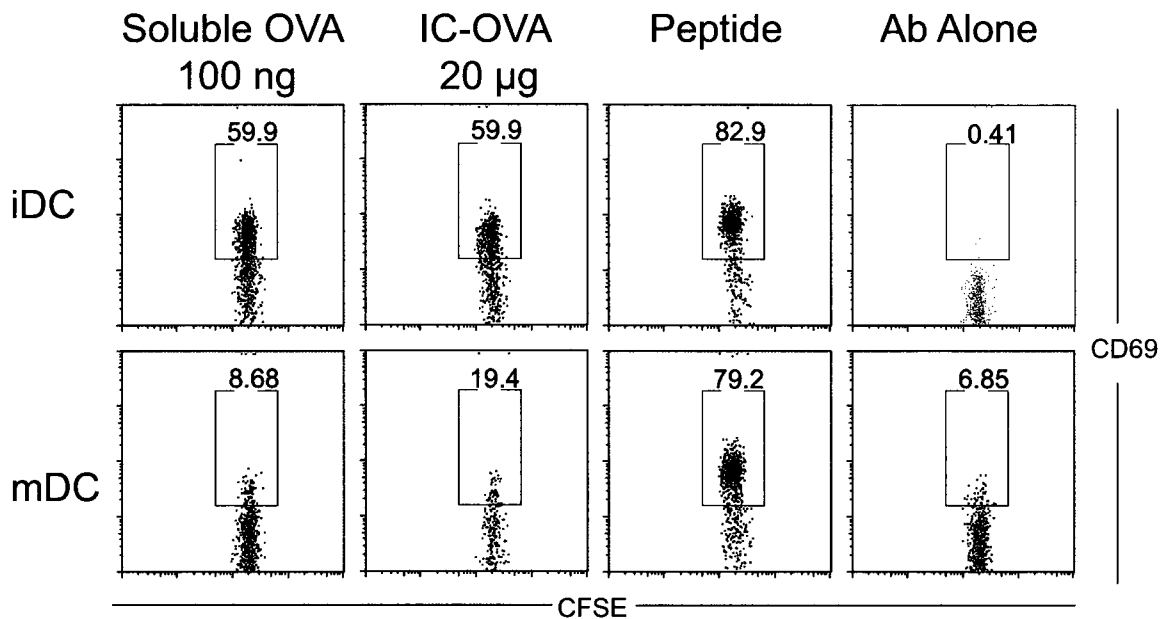 Soluble OVA IC-OVA Peptide Ab Alone
100 ng 20 µg
59.9 59.9 82.9 0.41
iDC
CD69
8.68 19.4 79.2 6.85
mDC
CFSE